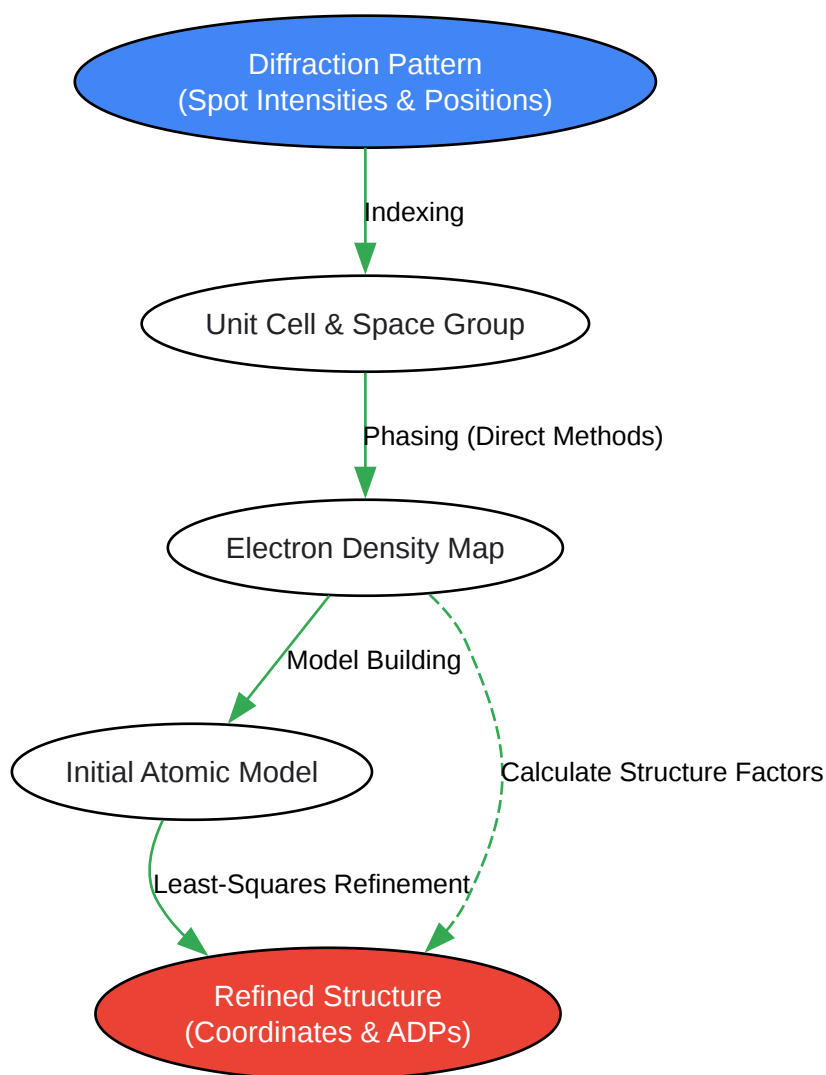 Diffraction Pattern
(Spot Intensities & Positions)
Indexing
Unit Cell & Space Group
Phasing (Direct Methods)
Electron Density Map
Model Building
Initial Atomic Model
Calculate Structure Factors
Least-Squares Refinement
Refined Structure
(Coordinates & ADPs)